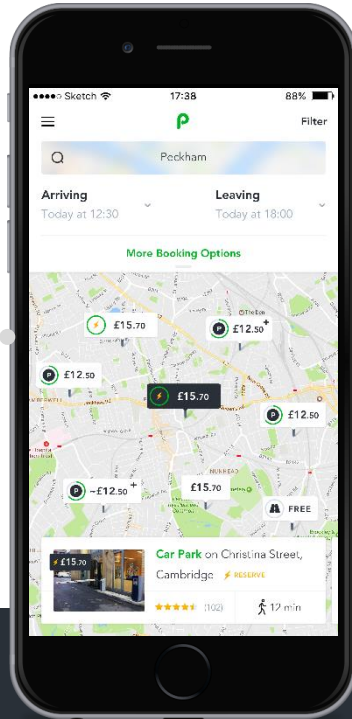 Sketch 17:38 88%
Filter
Peckham
Arriving Leaving
Today at 12:30 Today at 18:00
More Booking Options
£15.70
P £12.50+
P £12.50
£15.70
P £12.50
P ~£12.50+
£15.70
NUNHEAD
FREE
£15.70
Car Park on Christina Street,
Cambridge RESERVE
(102) 12 min